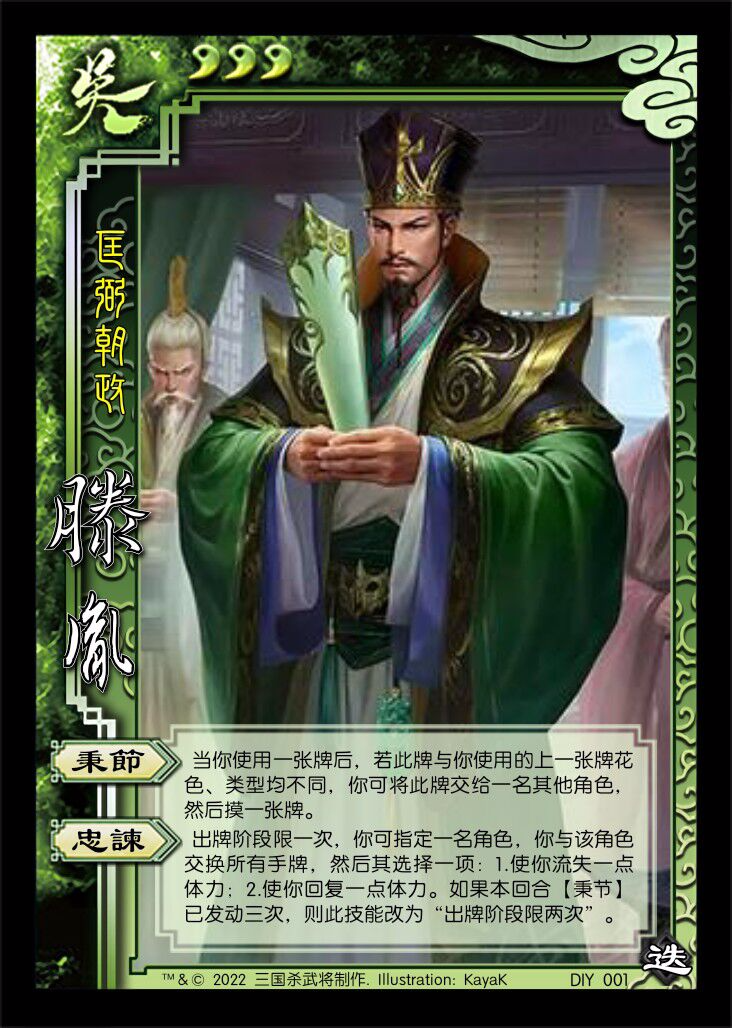 吴
匡弼朝政
滕胤
秉節
当你使用一张牌后，若此牌与你使用的上一张牌花
色、类型均不同，你可将此牌交给一名其他角色，
然后摸一张牌。
忠諫
出牌阶段限一次，你可指定一名角色，你与该角色
交换所有手牌，然后其选择一项：1.使你流失一点
体力；2.使你回复一点体力。如果本回合【秉节】
已发动三次，则此技能改为“出牌阶段限两次”。
迭
™&© 2022 三国杀武将制作. Illustration: KayaK DIY 001